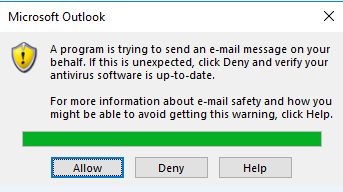 Microsoft Outlook
A program is trying to send an e-mail message on your
behalf. If this is unexpected, click Deny and verify your
antivirus software is up-to-date.
For more information about e-mail safety and how you
might be able to avoid getting this warning, click Help.
Allow Deny Help